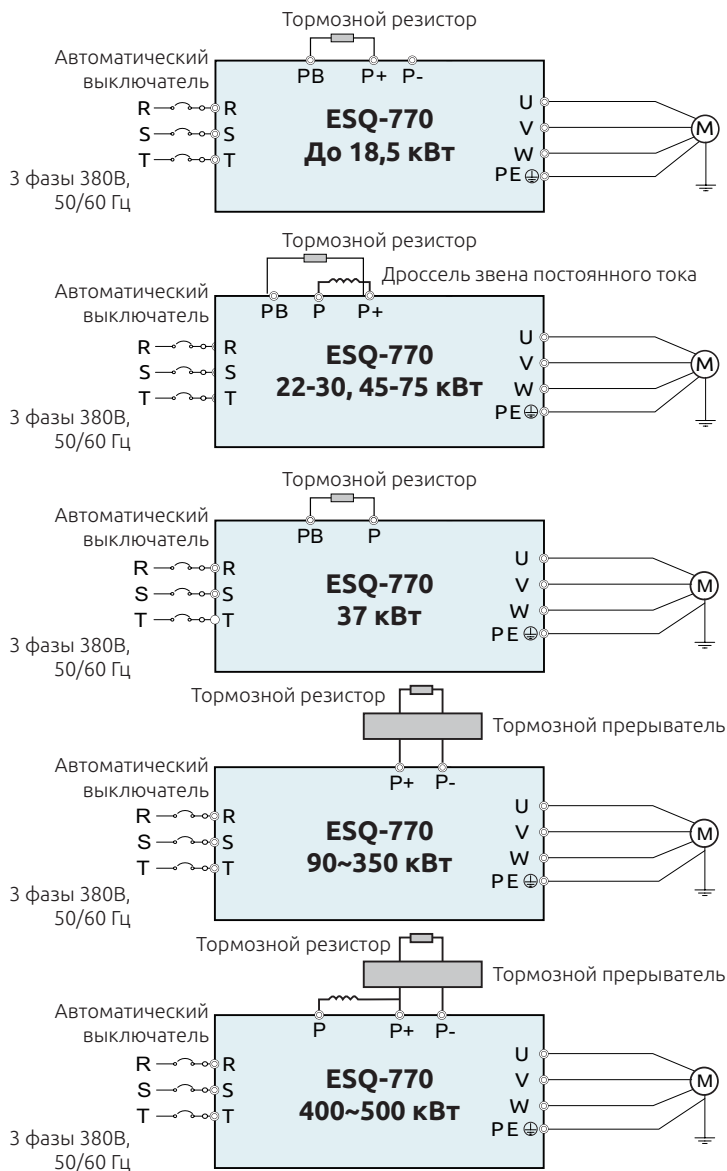 Тормозной резистор
Автоматический
выключатель
PB P+ P-
R R
S S
T T
3 фазы 380В,
50/60 Гц
ESQ-770
До 18,5 кВт
U
V
W
PE
M
Тормозной резистор
Дроссель звена постоянного тока
Автоматический
выключатель
PB P P+
R R
S S
T T
3 фазы 380В,
50/60 Гц
ESQ-770
22-30, 45-75 кВт
U
V
W
PE
M
Тормозной резистор
Автоматический
выключатель
PB P
R R
S S
T T
3 фазы 380В,
50/60 Гц
ESQ-770
37 кВт
U
V
W
PE
M
Тормозной резистор
Тормозной прерыватель
Автоматический
выключатель
P+ P-
R R
S S
T T
3 фазы 380В,
50/60 Гц
ESQ-770
90~350 кВт
U
V
W
PE
M
Тормозной резистор
Тормозной прерыватель
Автоматический
выключатель
P P+ P-
R R
S S
T T
3 фазы 380В,
50/60 Гц
ESQ-770
400~500 кВт
U
V
W
PE
M